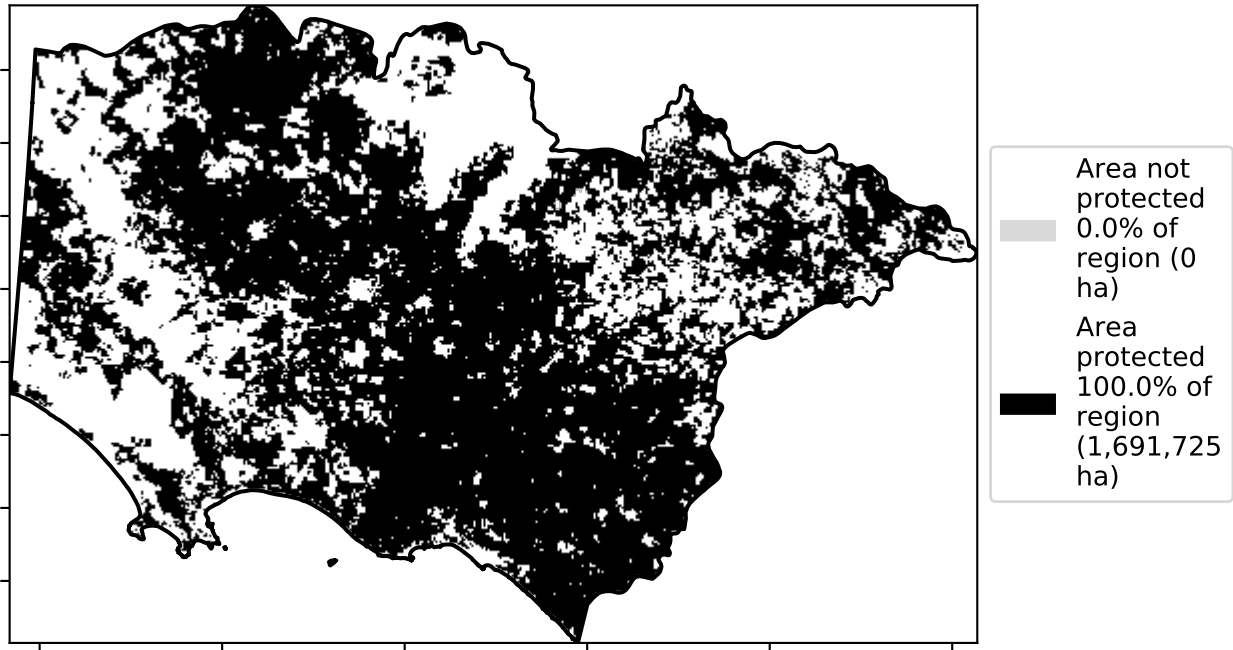 Area not
protected
0.0% of
region (0
ha)
Area
protected
100.0% of
region
(1,691,725
ha)